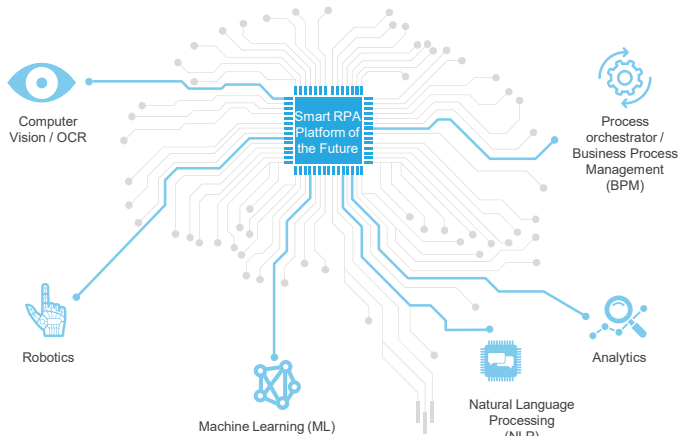 Smart RPA
Platform of
the Future
Computer
Vision / OCR
Process
orchestrator /
Business Process
Management
(BPM)
Robotics
Analytics
Machine Learning (ML)
Natural Language
Processing
(NLP)